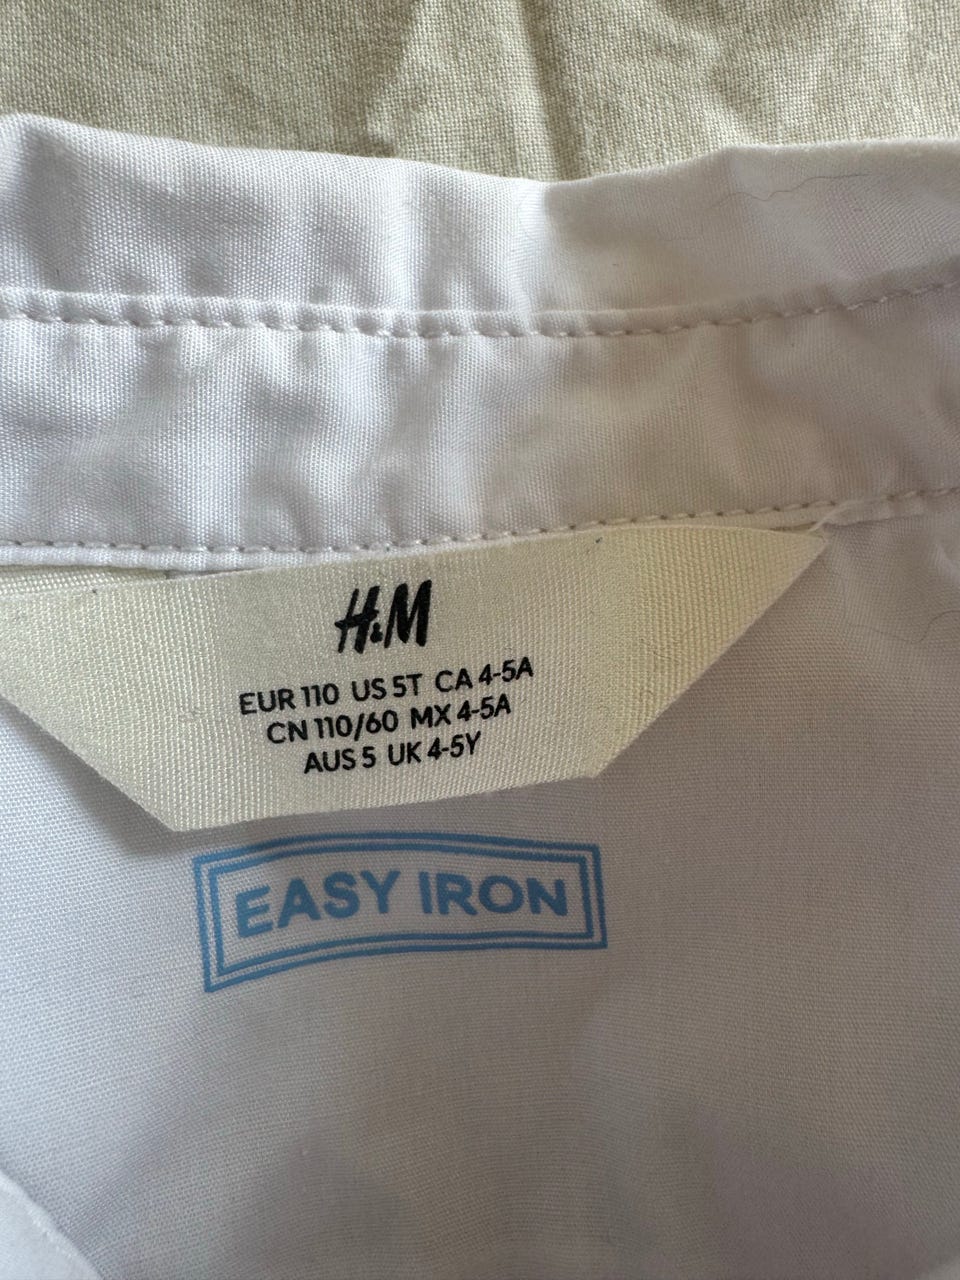 H&M
EUR 110 US 5T CA 4-5A
CN 110/60 MX 4-5A
AUS 5 UK 4-5Y
EASY IRON